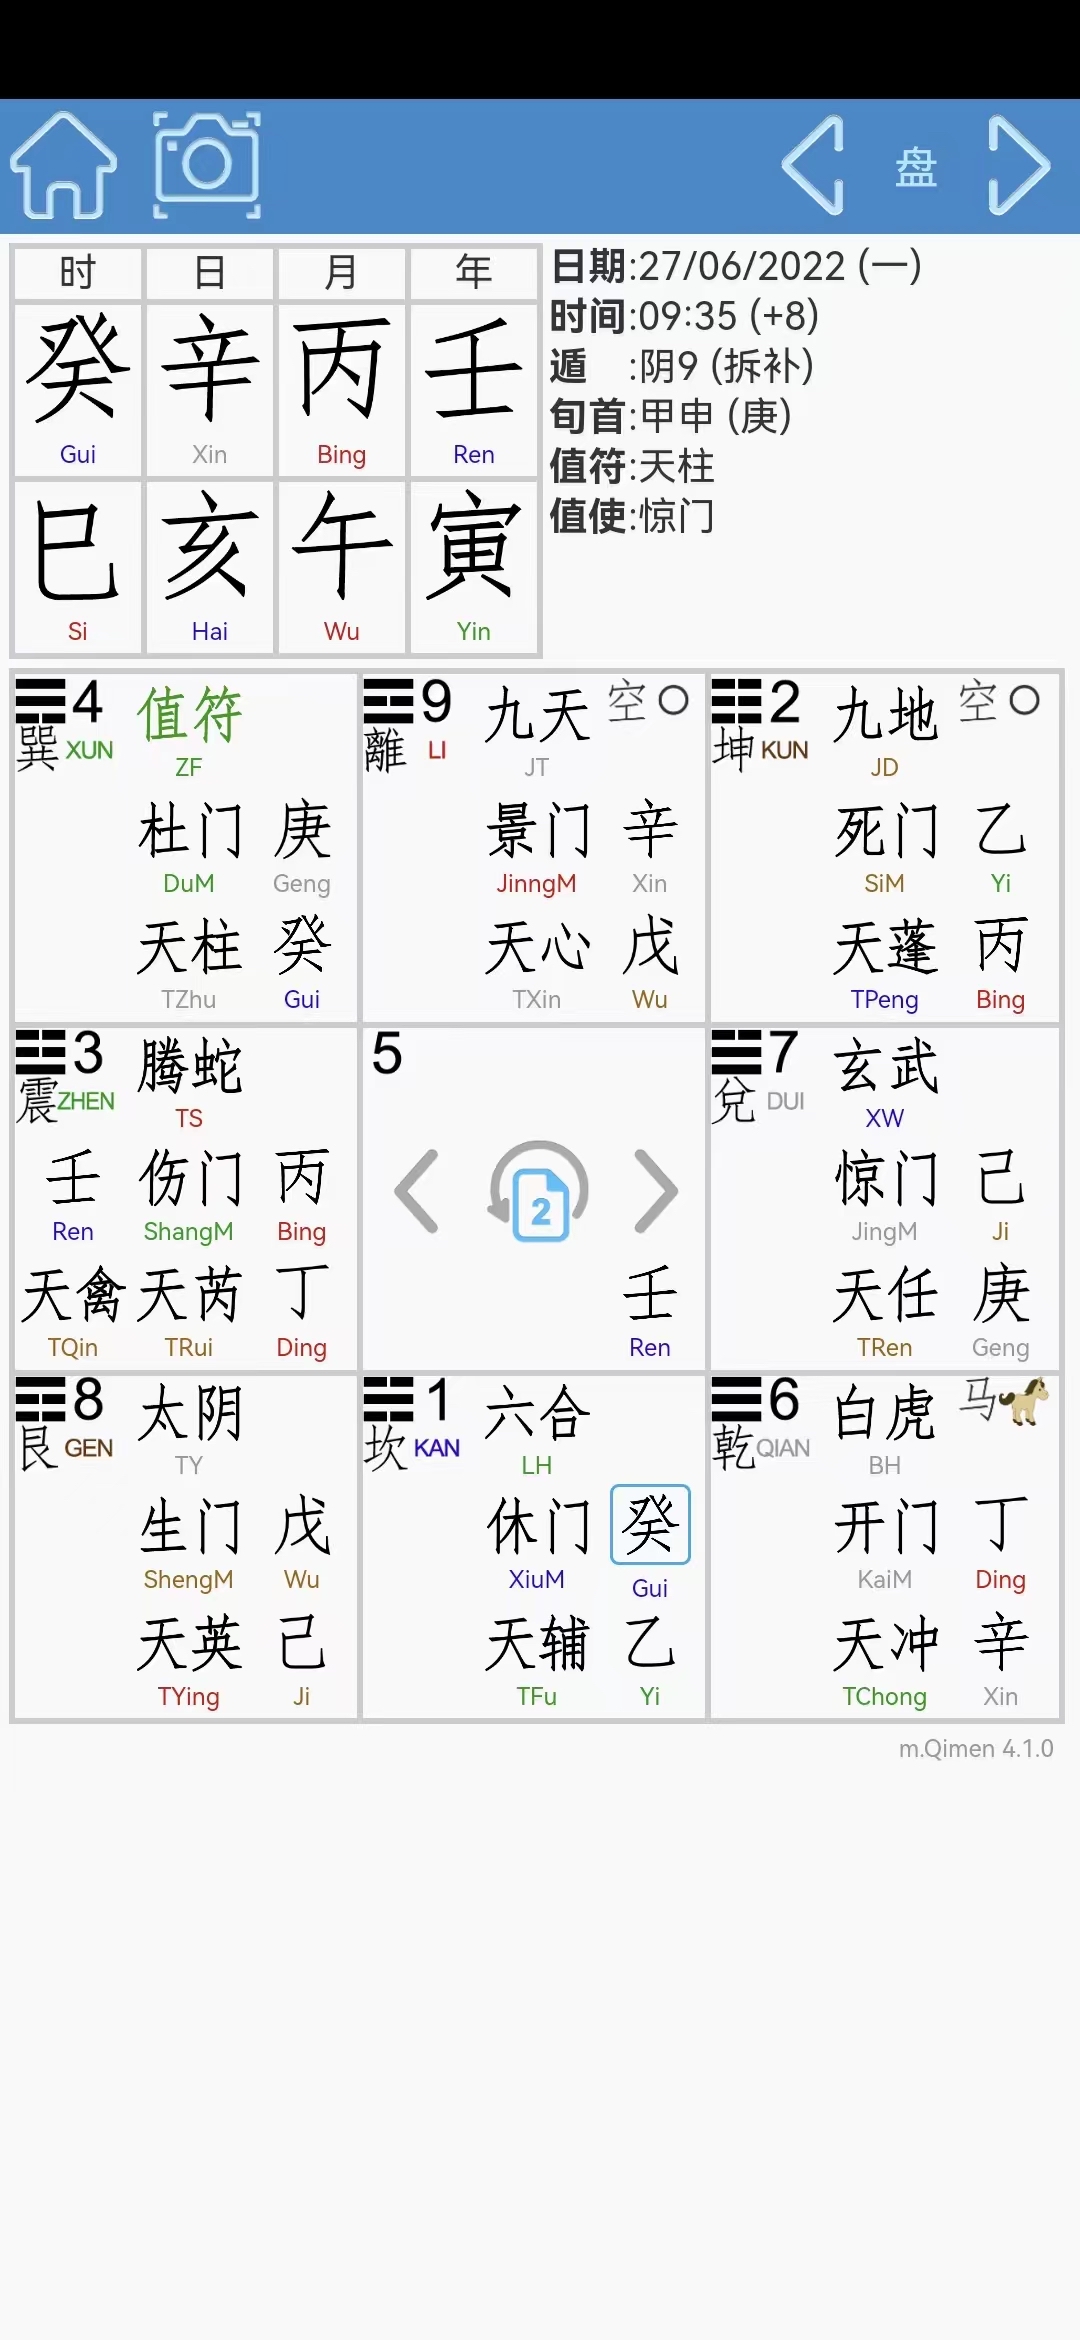 盘
时 日 月 年
癸 辛 丙 壬
Gui Xin Bing Ren
巳 亥 午 寅
Si Hai Wu Yin
日期:27/06/2022 (一)
时间:09:35 (+8)
遁 :阴9 (拆补)
旬首:甲申 (庚)
值符:天柱
值使:惊门
4 值符
巽 XUN ZF
杜门 庚
DuM Geng
天柱 癸
TZhu Gui
9 九天 空
離 LI JT
景门 辛
JinngM Xin
天心 戊
TXin Wu
2 九地 空
坤 KUN JD
死门 乙
SiM Yi
天蓬 丙
TPeng Bing
3 腾蛇
震 ZHEN TS
壬 伤门 丙
Ren ShangM Bing
天禽 天芮 丁
TQin TRui Ding
5
2
壬
Ren
7 玄武
兌 DUI XW
惊门 己
JingM Ji
天任 庚
TRen Geng
8 太阴
艮 GEN TY
生门 戊
ShengM Wu
天英 己
TYing Ji
1 六合
坎 KAN LH
休门 癸
XiuM Gui
天辅 乙
TFu Yi
6 白虎 马
乾 QIAN BH
开门 丁
KaiM Ding
天冲 辛
TChong Xin
m.Qimen 4.1.0